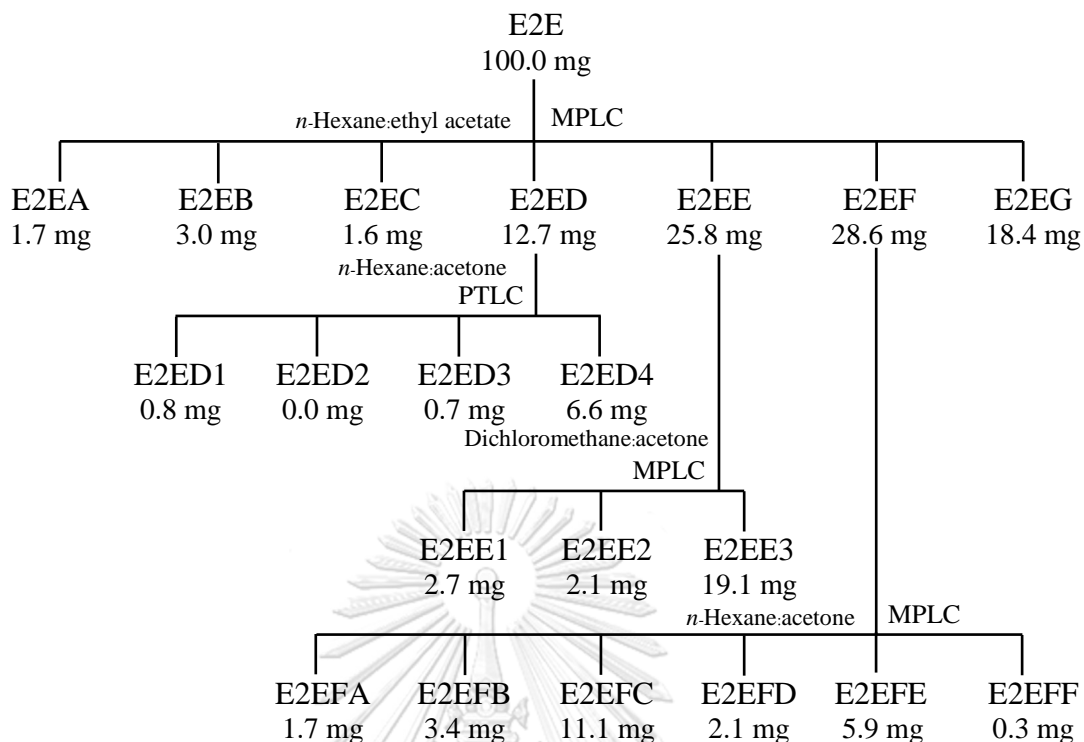 E2E
100.0 mg
n-Hexane:ethyl acetate MPLC
E2EA E2EB E2EC E2ED E2EE E2EF E2EG
1.7 mg 3.0 mg 1.6 mg 12.7 mg 25.8 mg 28.6 mg 18.4 mg
n-Hexane:acetone
PTLC
E2ED1 E2ED2 E2ED3 E2ED4
0.8 mg 0.0 mg 0.7 mg 6.6 mg
Dichloromethane:acetone
MPLC
E2EE1 E2EE2 E2EE3
2.7 mg 2.1 mg 19.1 mg
n-Hexane:acetone MPLC
E2EFA E2EFB E2EFC E2EFD E2EFE E2EFF
1.7 mg 3.4 mg 11.1 mg 2.1 mg 5.9 mg 0.3 mg